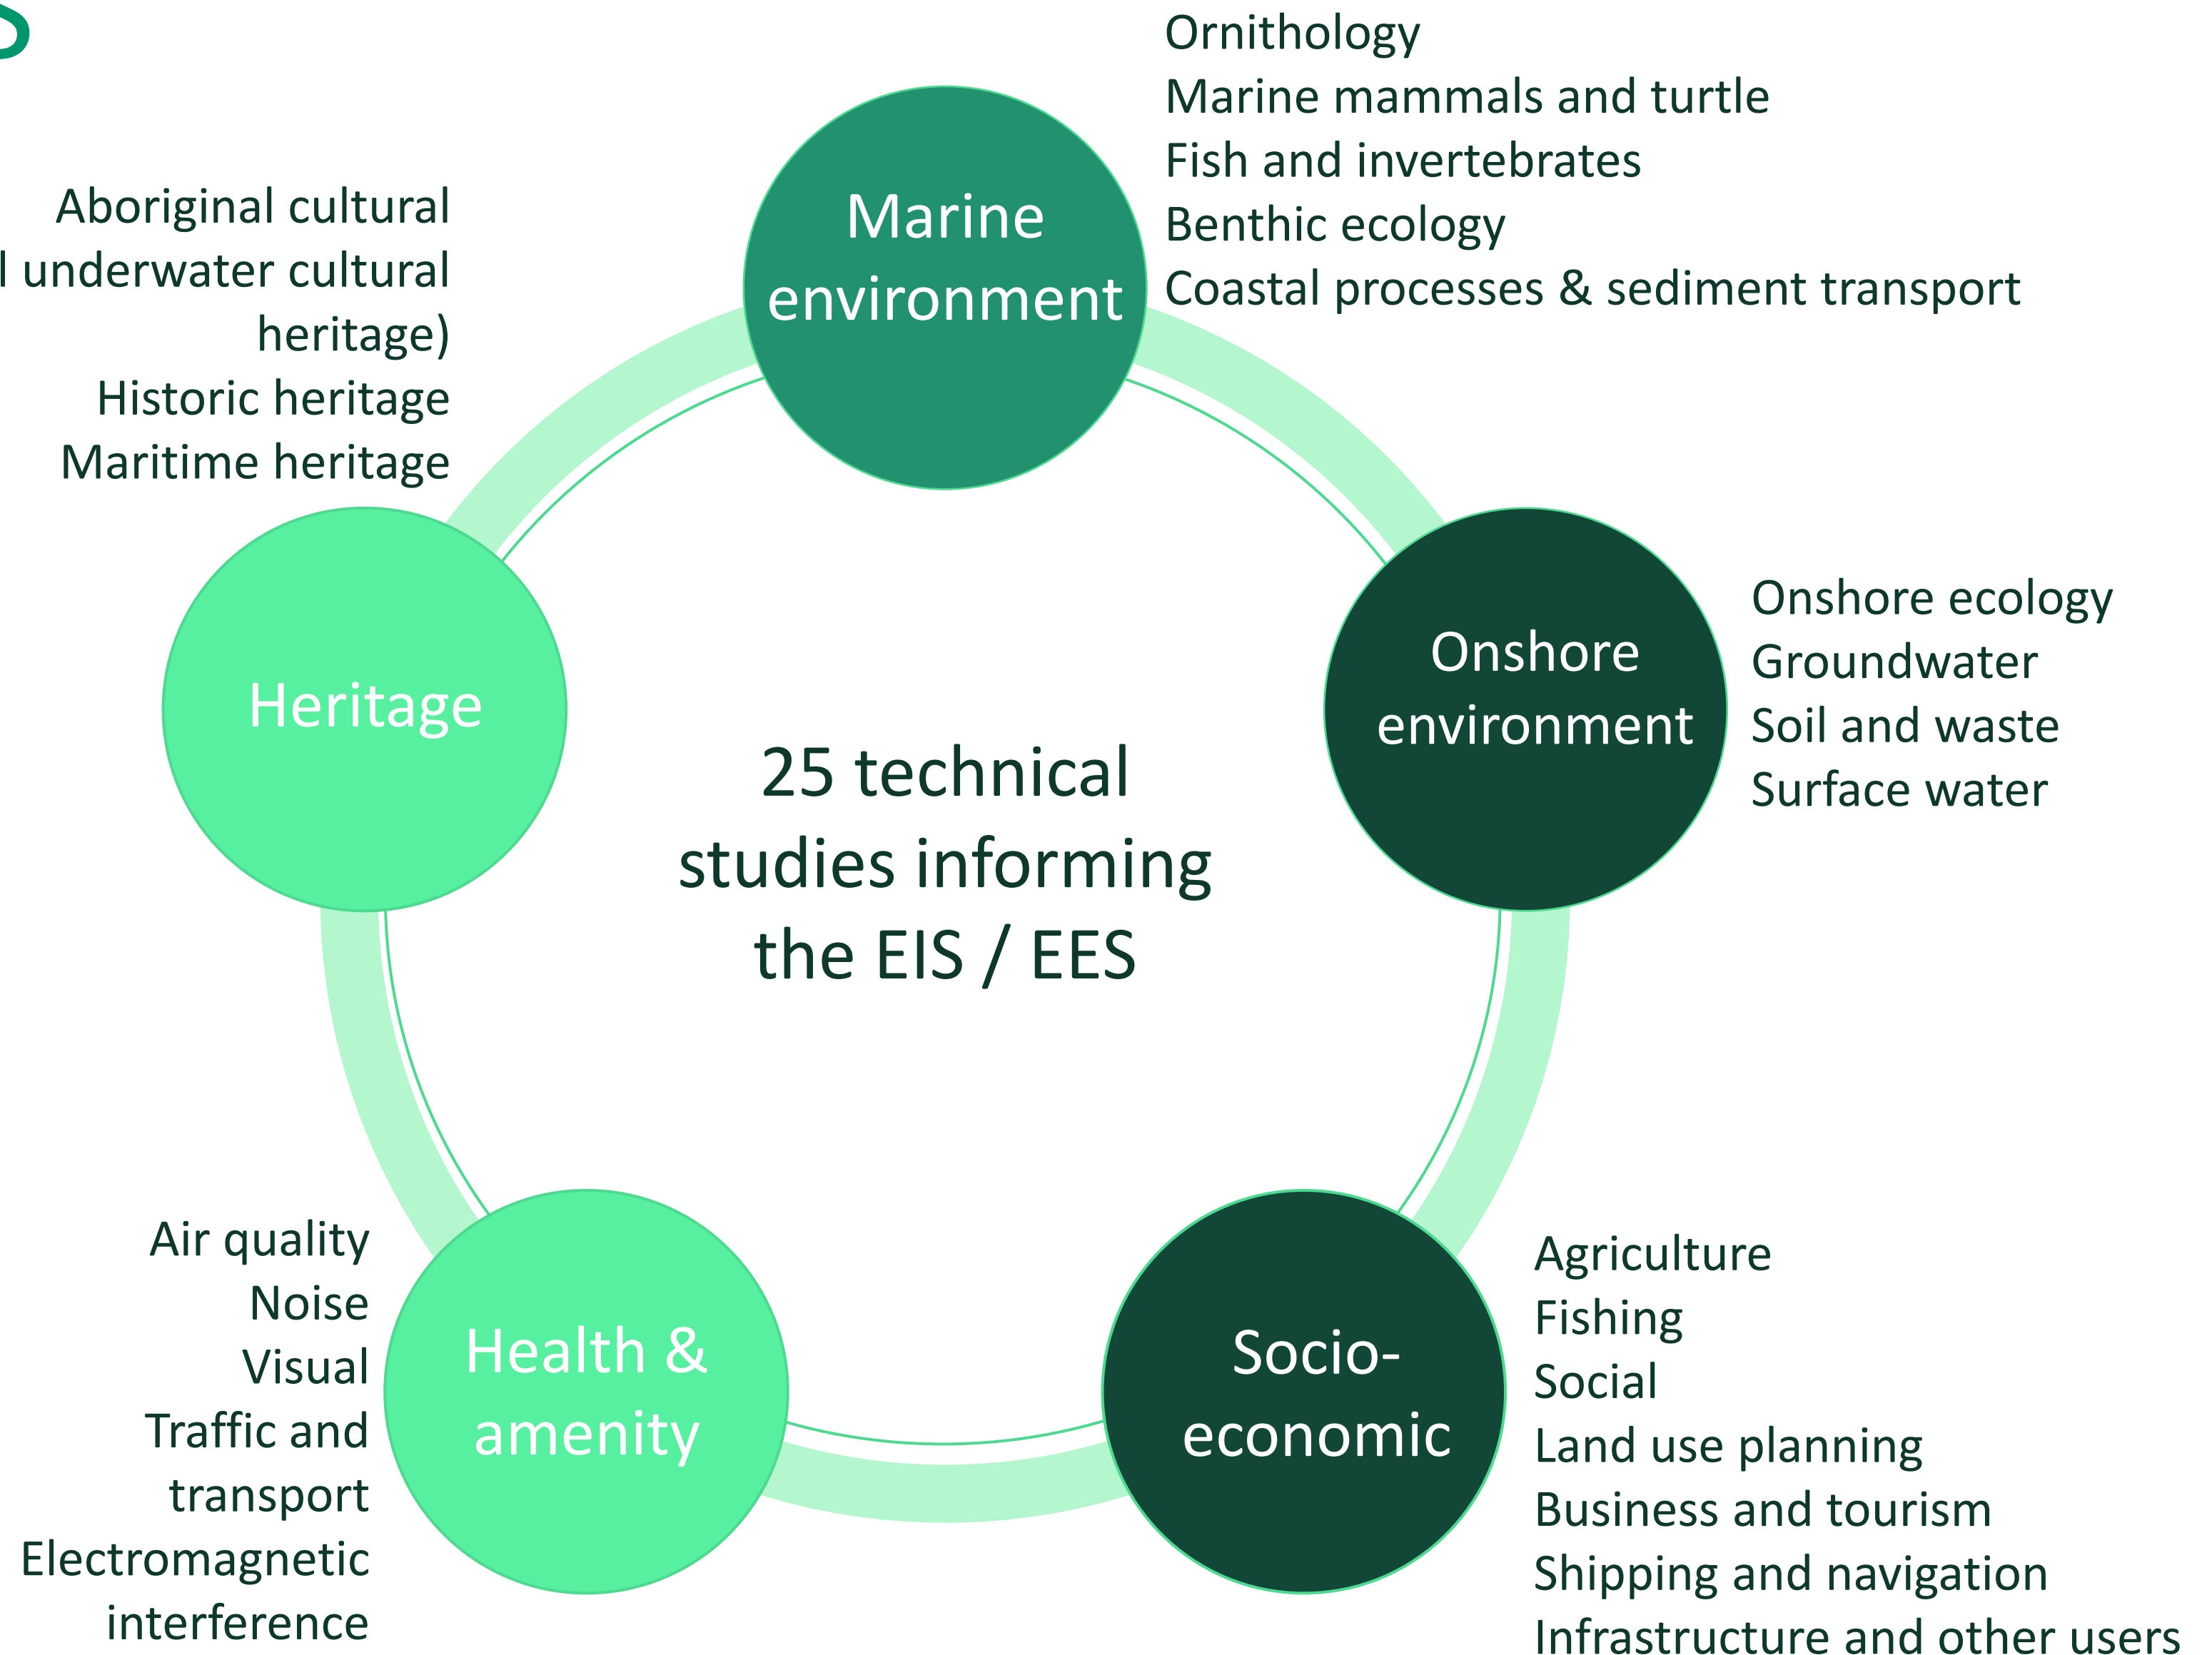 Ornithology
Marine mammals and turtle
Fish and invertebrates
Benthic ecology
Coastal processes & sediment transport
Marine
environment
Aboriginal cultural
underwater cultural
heritage)
Historic heritage
Maritime heritage
Heritage
Onshore
environment
Onshore ecology
Groundwater
Soil and waste
Surface water
25 technical
studies informing
the EIS / EES
Air quality
Noise
Visual
Traffic and
transport
Electromagnetic
interference
Health &
amenity
Socio-
economic
Agriculture
Fishing
Social
Land use planning
Business and tourism
Shipping and navigation
Infrastructure and other users